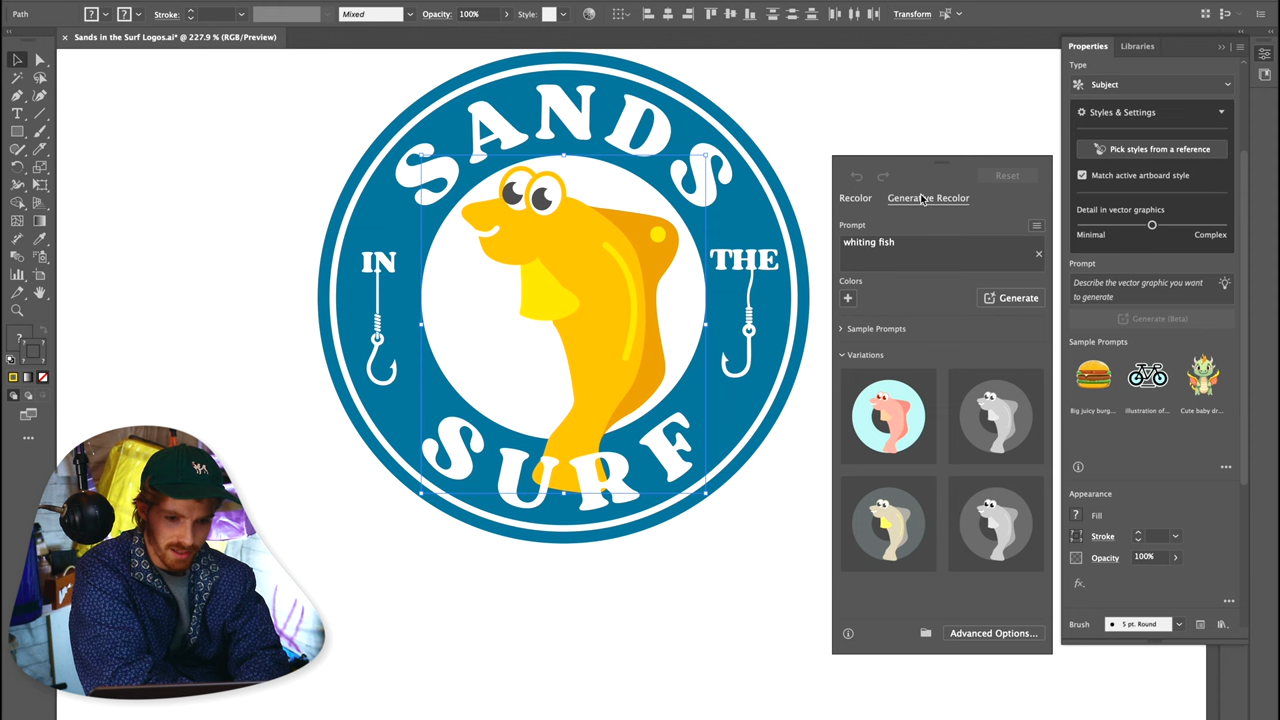 Path
Stroke:
Mixed
Opacity: 100%
Style:
Transform
Sands in the Surf Logos.ai* @ 227.9 % (RGB/Preview)
SANDS
IN
THE
SURF
Reset
Recolor
Generative Recolor
Prompt
whiting fish
Colors
Generate
Sample Prompts
Variations
Advanced Options...
Properties
Libraries
Type
Subject
Styles & Settings
Pick styles from a reference
Match active artboard style
Detail in vector graphics
Minimal
Complex
Prompt
Describe the vector graphic you want
to generate
Generate (Beta)
Sample Prompts
Big juicy burg...
illustration of...
Cute baby dr...
Appearance
Fill
Stroke
Opacity 100%
fx
Brush
5 pt. Round